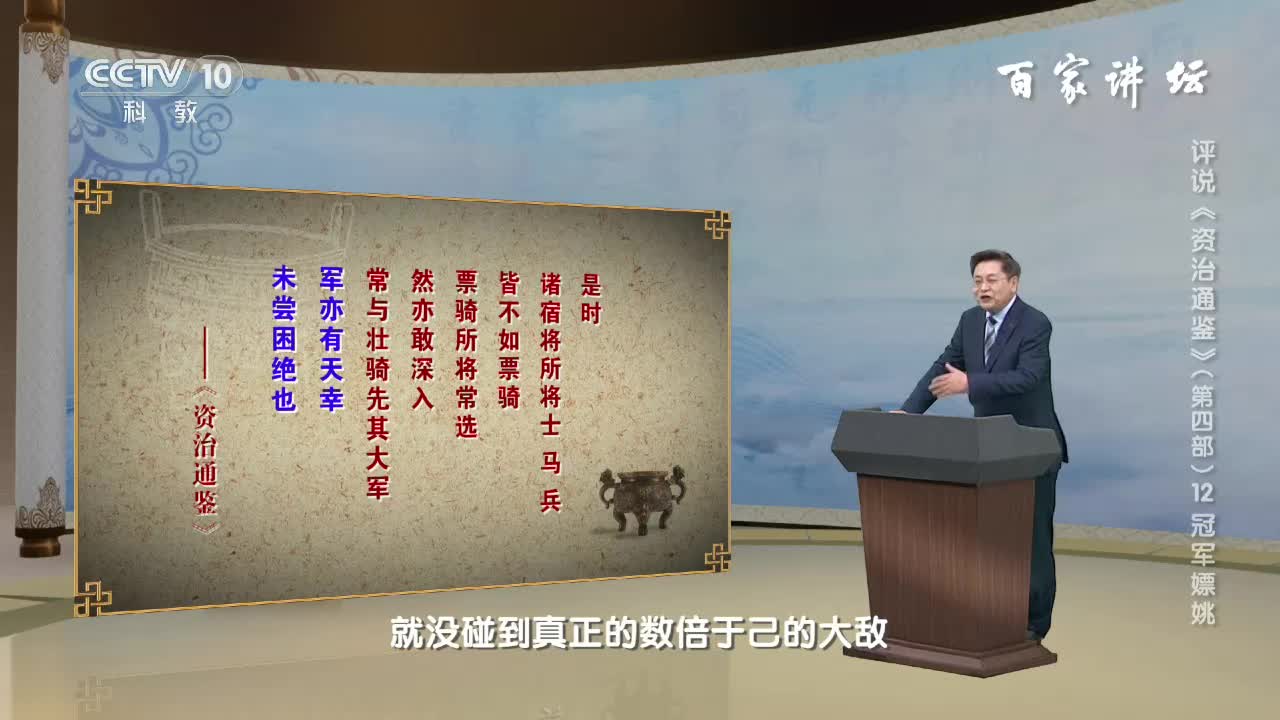 CCTV 10
科 教
百家讲坛
评说《资治通鉴》(第四部)12 冠军嫖姚
是时
诸宿将所将士马兵
皆不如票骑
票骑所将常选
然亦敢深入
常与壮骑先其大军
军亦有天幸
未尝困绝也
——《资治通鉴》
就没碰到真正的数倍于己的大敌